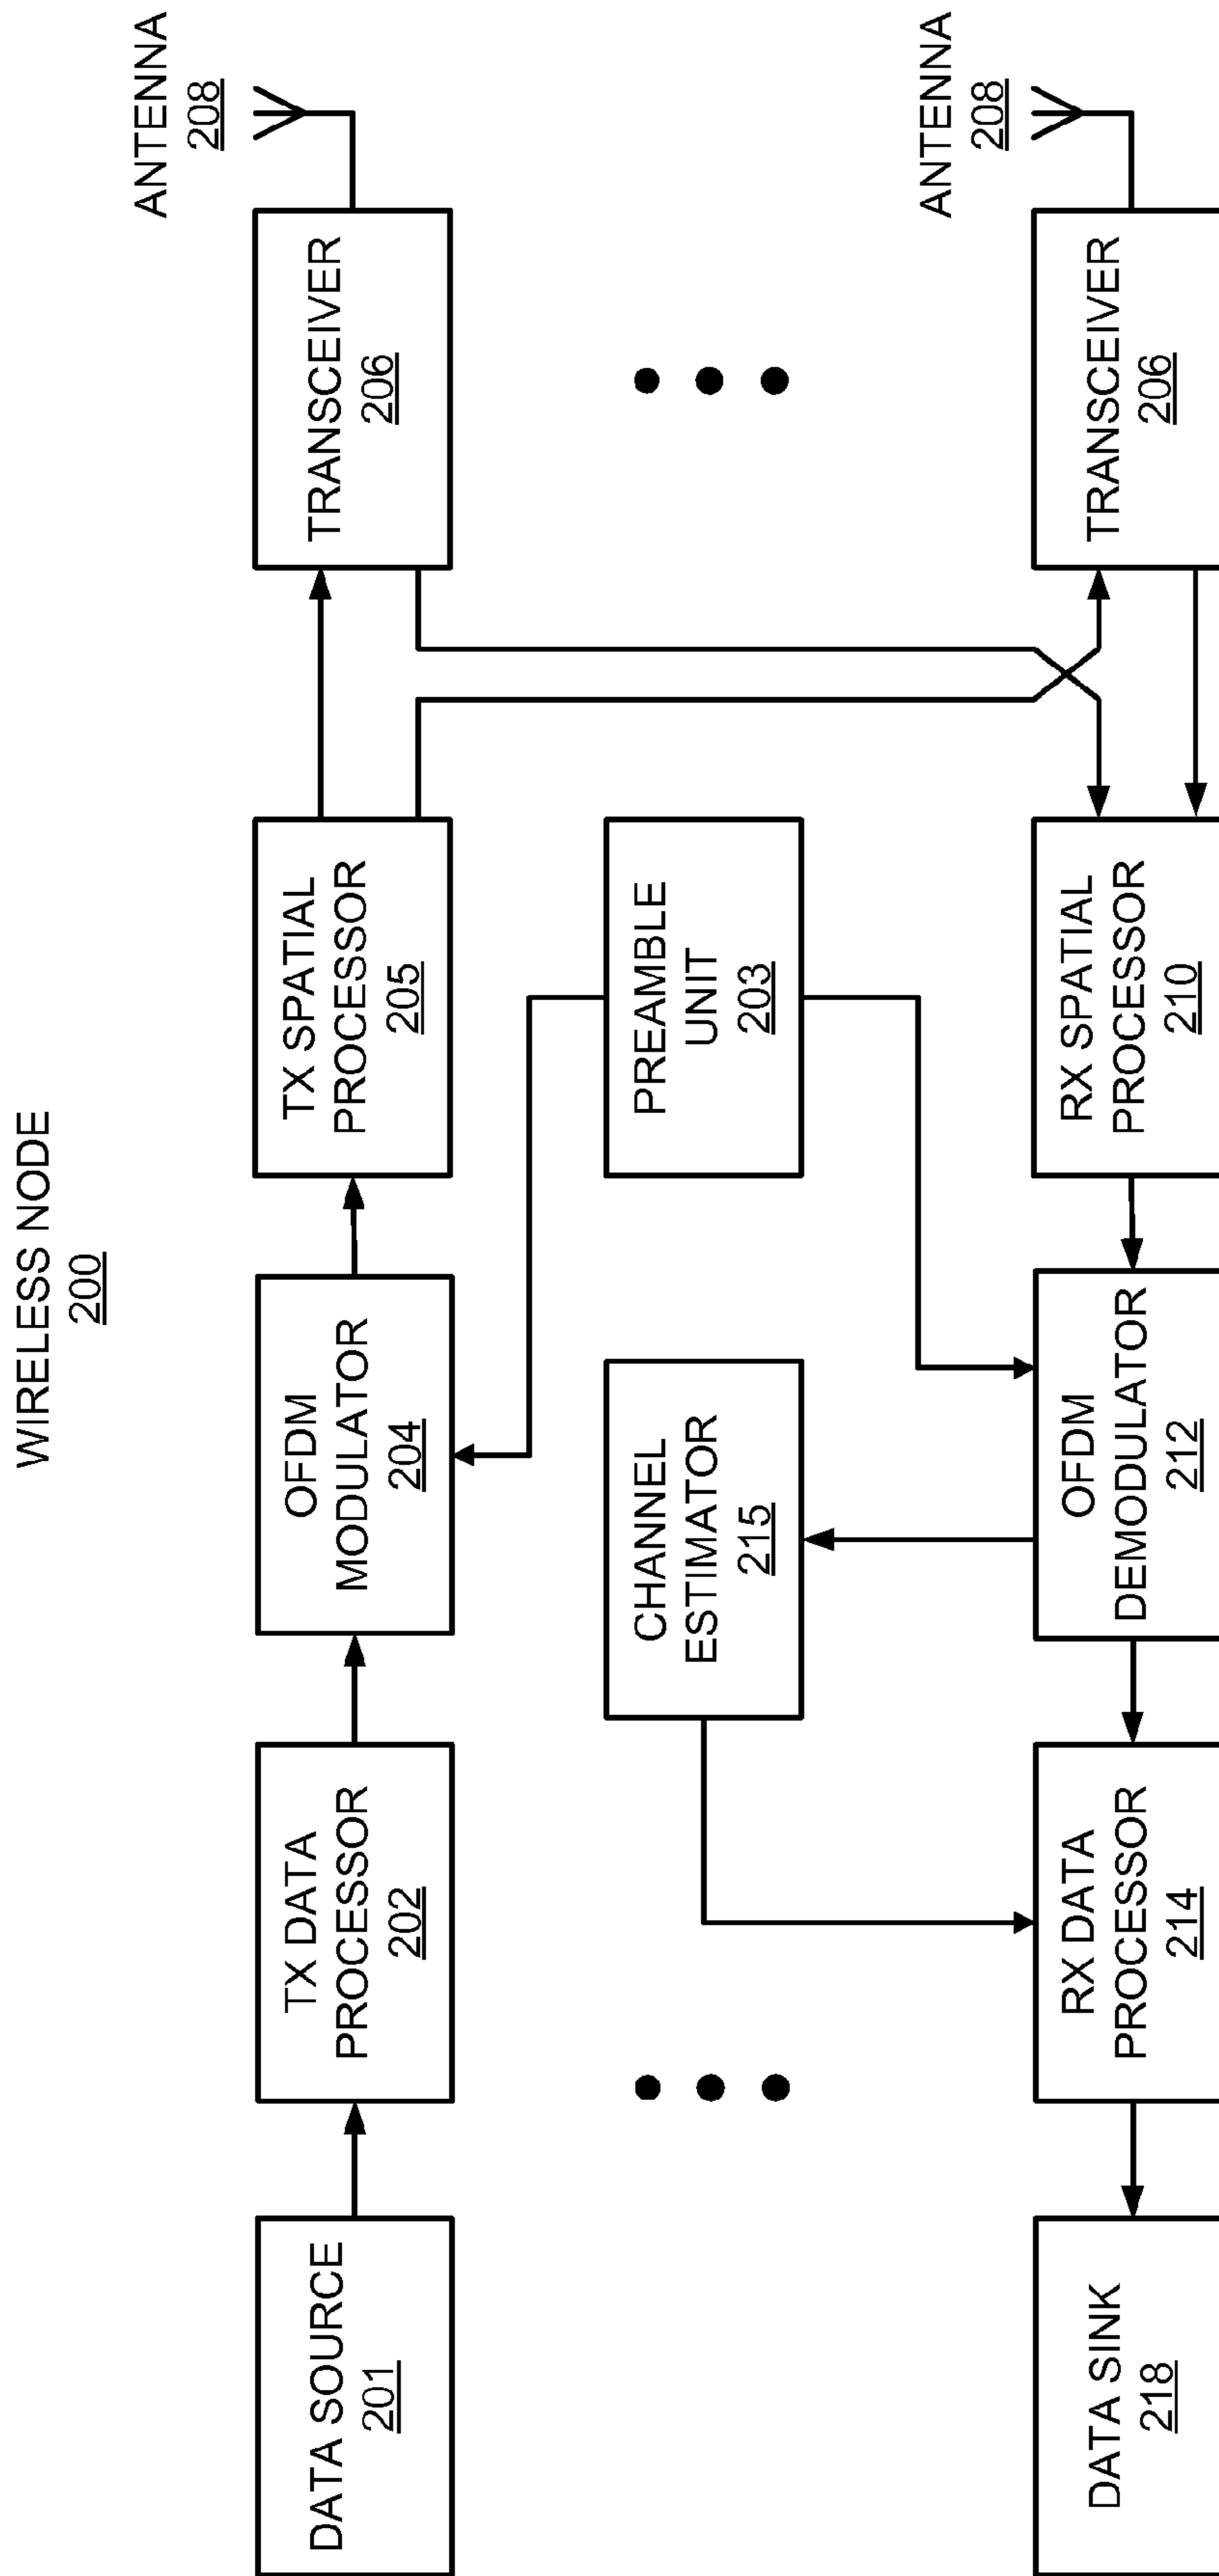 WIRELESS NODE
200
DATA SOURCE
201
TX DATA
PROCESSOR
202
OFDM
MODULATOR
204
TX SPATIAL
PROCESSOR
205
TRANSCEIVER
206
ANTENNA
208
CHANNEL
ESTIMATOR
215
PREAMBLE
UNIT
203
DATA SINK
218
RX DATA
PROCESSOR
214
OFDM
DEMODULATOR
212
RX SPATIAL
PROCESSOR
210
TRANSCEIVER
206
ANTENNA
208